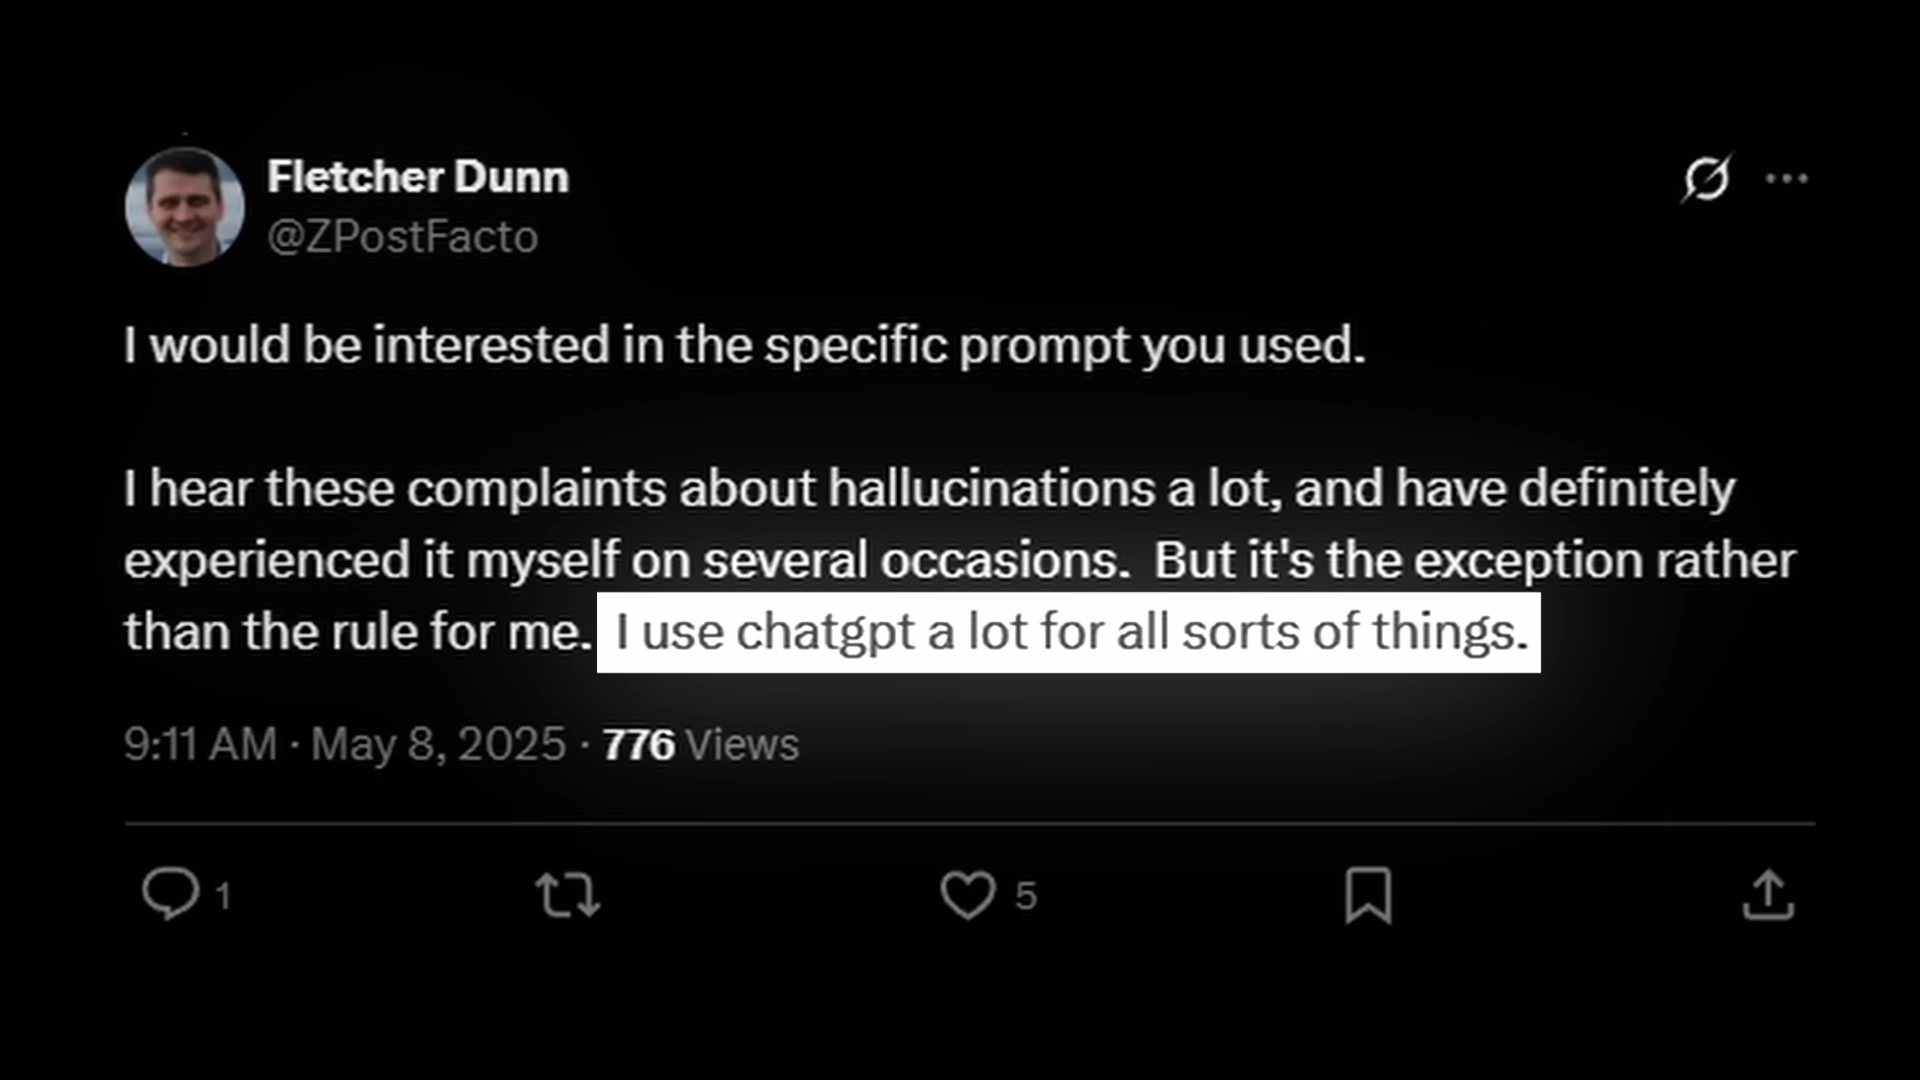 Fletcher Dunn
@ZPostFacto
I would be interested in the specific prompt you used.
I hear these complaints about hallucinations a lot, and have definitely
experienced it myself on several occasions.  But it's the exception rather
than the rule for me. I use chatgpt a lot for all sorts of things.
9:11 AM · May 8, 2025 · 776 Views
1 5